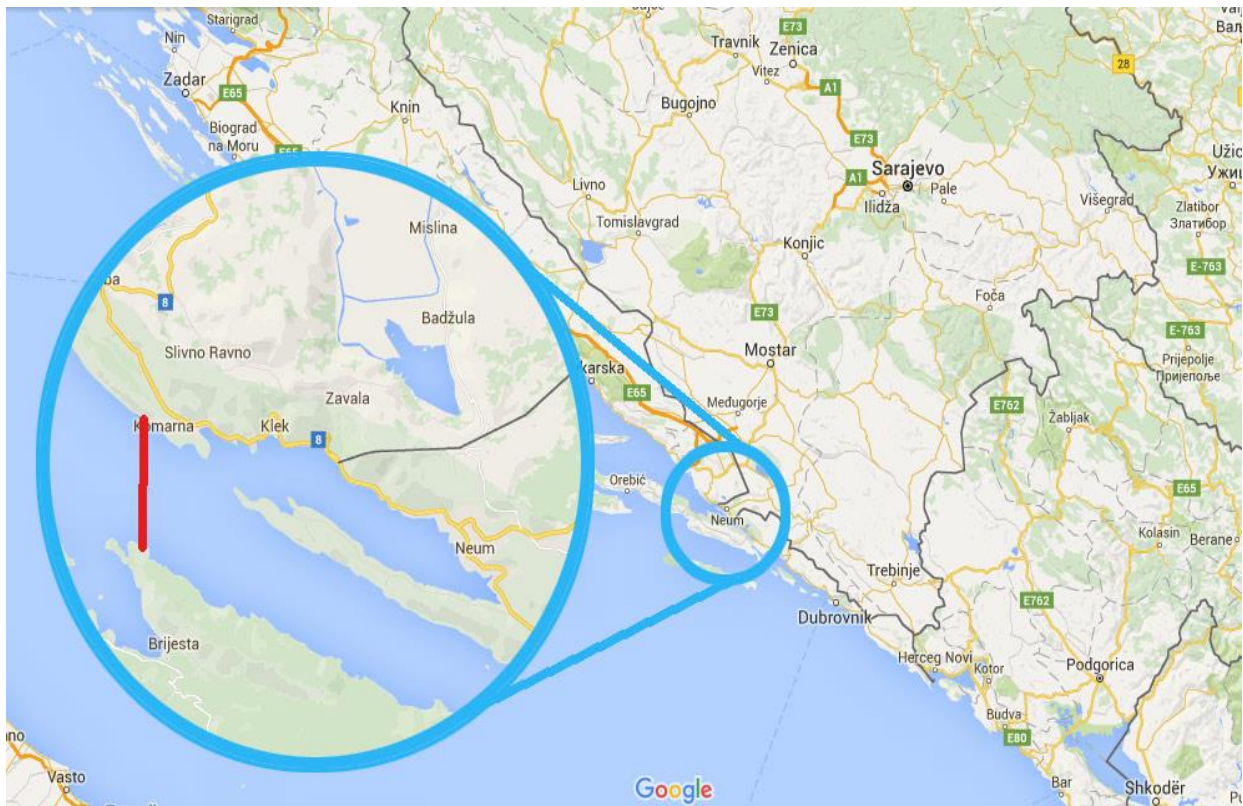 Starigrad
Nin
Zadar
E65
Biograd
na Moru
E65
Knin
E73
Travnik
Zenica
Vitez
A1
Bugojno
E73
Sarajevo
A1
Ilidža
Pale
28
Višegrad
Zlatibor
Златибор
E-763
Livno
Tomislavgrad
Konjic
Foča
E73
E-763
Prijepolje
Пријепоље
Mostar
Međugorje
E65
E762
Žabljak
Orebić
Neum
E65
Kolasin
Berane
Trebinje
E762
Dubrovnik
Herceg Novi
Kotor
Podgorica
Budva
E80
Bar
Shkodër
Vasto
Google
Mislina
8
Badžula
Slivno Ravno
Zavala
Komarna
Klek
8
Neum
Brijesta